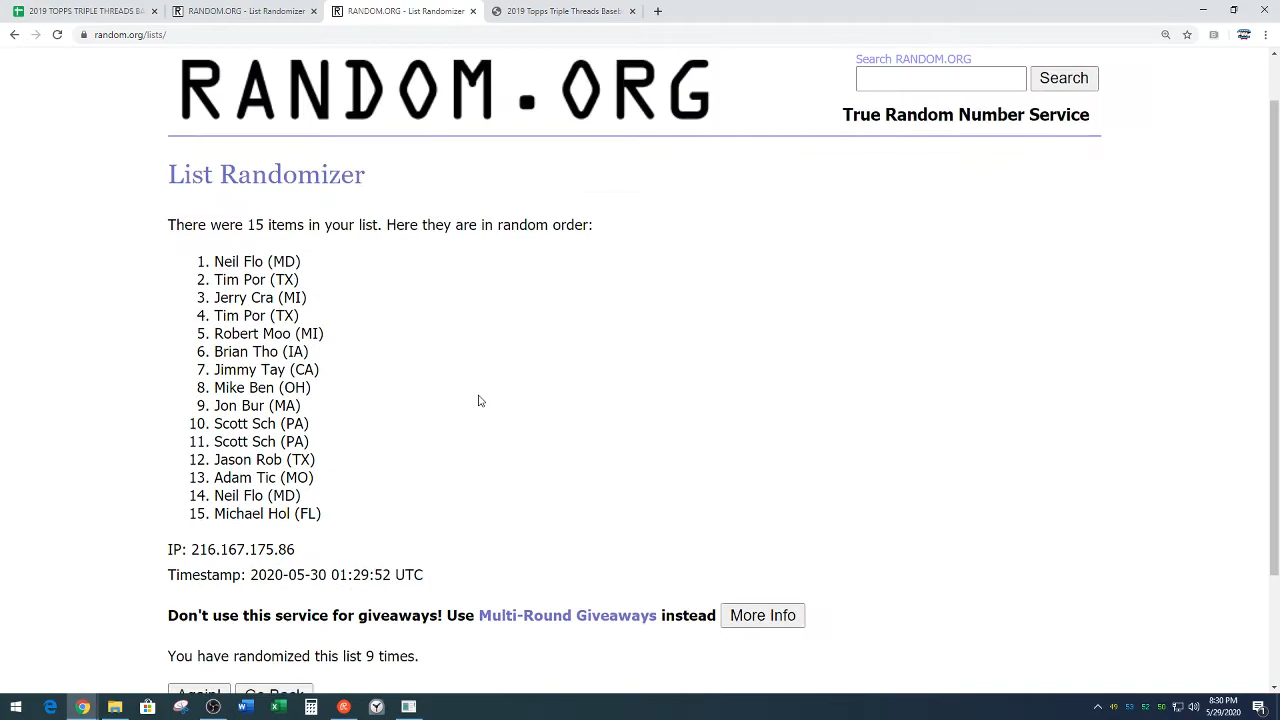 2019 TOPPS TRIPLE THREADS BA
RANDOM.ORG - List Randomizer
RANDOM.ORG - List Randomizer
2019 Topps Triple Threads Baseb
random.org/lists/
RANDOM.ORG
Search RANDOM.ORG
Search
True Random Number Service
List Randomizer
There were 15 items in your list. Here they are in random order:
1. Neil Flo (MD)
2. Tim Por (TX)
3. Jerry Cra (MI)
4. Tim Por (TX)
5. Robert Moo (MI)
6. Brian Tho (IA)
7. Jimmy Tay (CA)
8. Mike Ben (OH)
9. Jon Bur (MA)
10. Scott Sch (PA)
11. Scott Sch (PA)
12. Jason Rob (TX)
13. Adam Tic (MO)
14. Neil Flo (MD)
15. Michael Hol (FL)
IP: 216.167.175.86
Timestamp: 2020-05-30 01:29:52 UTC
Don't use this service for giveaways! Use Multi-Round Giveaways instead More Info
You have randomized this list 9 times.
Again! Go Back
49 53 52 50
8:30 PM
5/29/2020